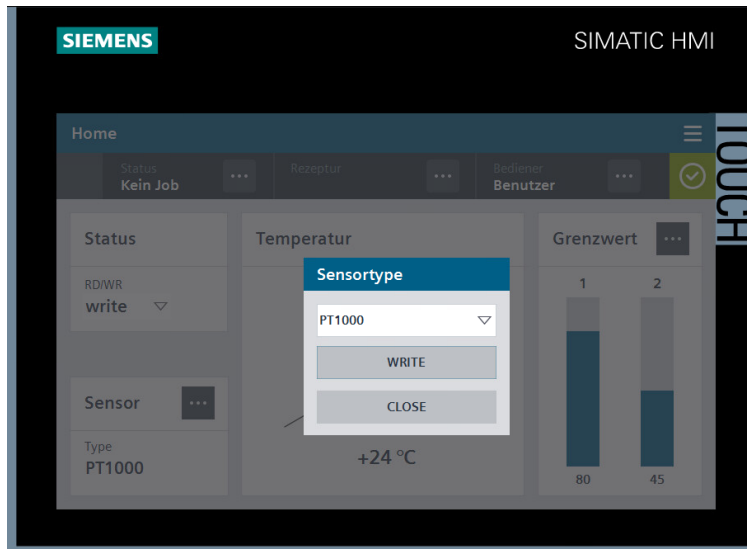 SIEMENS
SIMATIC HMI
TOUCH
Home
Status
Kein Job
Rezeptur
Bediener
Benutzer
Status
RD/WR
write
Sensor
Type
PT1000
Temperatur
+24 °C
Sensortype
PT1000
WRITE
CLOSE
Grenzwert
1 2
80 45